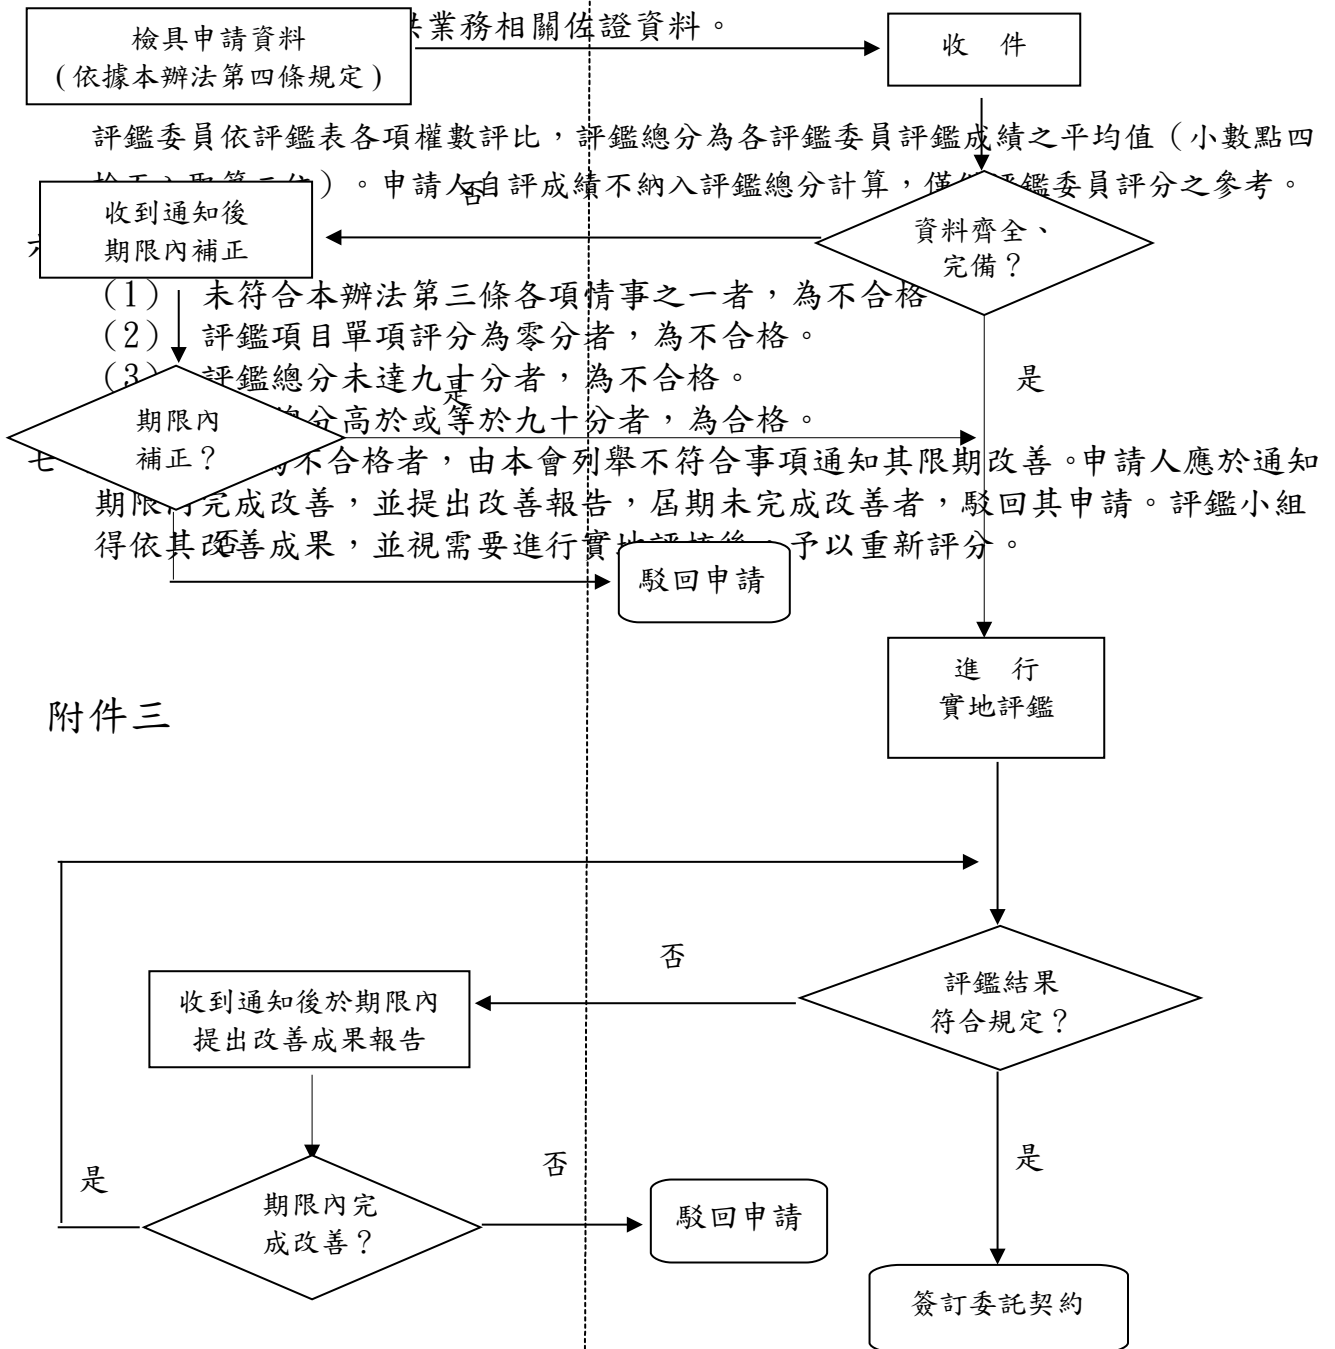 業務相關佐證資料。
檢具申請資料
(依據本辦法第四條規定)
收 件
評鑑委員依評鑑表各項權數評比，評鑑總分為各評鑑委員評鑑成績之平均值（小數點四
）。申請人自評成績不納入評鑑總分計算，僅供評鑑委員評分之參考。
否
收到通知後
期限內補正
資料齊全、
完備？
（1） 未符合本辦法第三條各項情事之一者，為不合格
（2） 評鑑項目單項評分為零分者，為不合格。
（3） 評鑑總分未達九十分者，為不合格。
是
是
總分高於或等於九十分者，為合格。
期限內
補正？
七
不合格者，由本會列舉不符合事項通知其限期改善。申請人應於通知
期限內完成改善，並提出改善報告，屆期未完成改善者，駁回其申請。評鑑小組
得依其改善成果，並視需要進行實地評核後，予以重新評分。
否
駁回申請
進 行
實地評鑑
附件三
否
評鑑結果
符合規定？
收到通知後於期限內
提出改善成果報告
是
否
是
期限內完
成改善？
駁回申請
簽訂委託契約